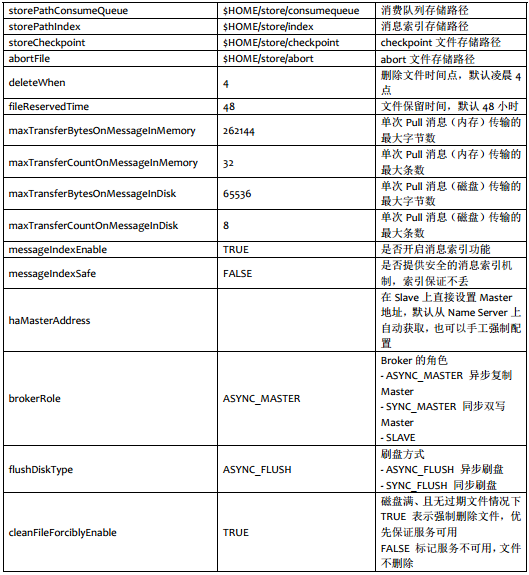 storePathConsumeQueue $HOME/store/consumequeue 消费队列存储路径
storePathIndex $HOME/store/index 消息索引存储路径
storeCheckpoint $HOME/store/checkpoint checkpoint 文件存储路径
abortFile $HOME/store/abort abort 文件存储路径
deleteWhen 4 删除文件时间点，默认凌晨 4
点
fileReservedTime 48 文件保留时间，默认 48 小时
maxTransferBytesOnMessageInMemory 262144 单次 Pull 消息（内存）传输的
最大字节数
maxTransferCountOnMessageInMemory 32 单次 Pull 消息（内存）传输的
最大条数
maxTransferBytesOnMessageInDisk 65536 单次 Pull 消息（磁盘）传输的
最大字节数
maxTransferCountOnMessageInDisk 8 单次 Pull 消息（磁盘）传输的
最大条数
messageIndexEnable TRUE 是否开启消息索引功能
messageIndexSafe FALSE 是否提供安全的消息索引机
制，索引保证不丢
haMasterAddress 在 Slave 上直接设置 Master
地址，默认从 Name Server 上
自动获取，也可以手工强制配
置
brokerRole ASYNC_MASTER Broker 的角色
- ASYNC_MASTER 异步复制
Master
- SYNC_MASTER 同步双写
Master
- SLAVE
flushDiskType ASYNC_FLUSH 刷盘方式
- ASYNC_FLUSH 异步刷盘
- SYNC_FLUSH 同步刷盘
cleanFileForciblyEnable TRUE 磁盘满、且无过期文件情况下
TRUE 表示强制删除文件，优
先保证服务可用
FALSE 标记服务不可用，文件
不删除